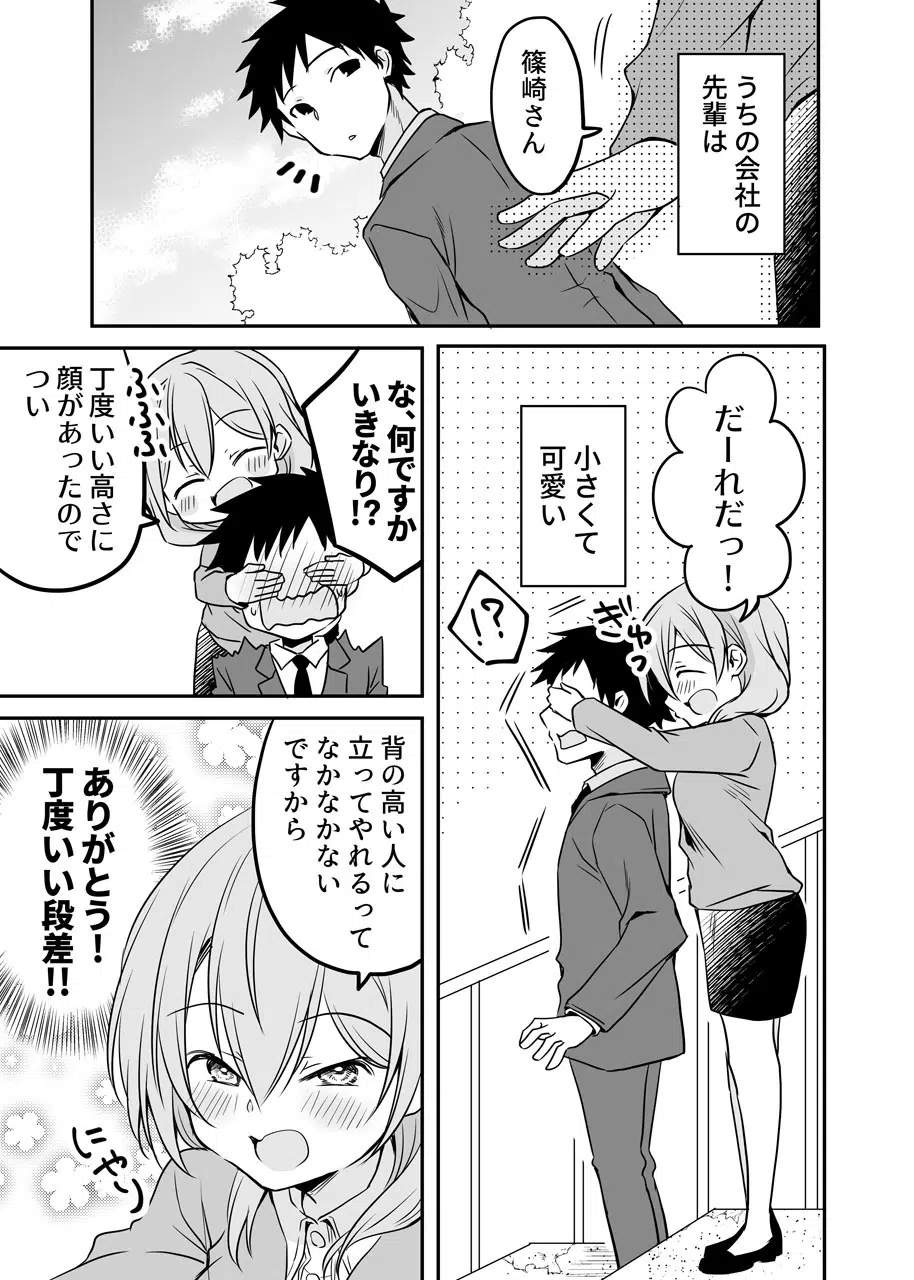 うちの会社の
先輩は
篠崎さん
だーれだっ！
小さくて
可愛い
ぎゅっ
!?
な、何ですか
いきなり!?
ふふふ
丁度いい高さに
顔があったので
つい
背の高い人に
立ってやれるって
なかなかない
ですから
ありがとう！
丁度いい段差!!
にやり